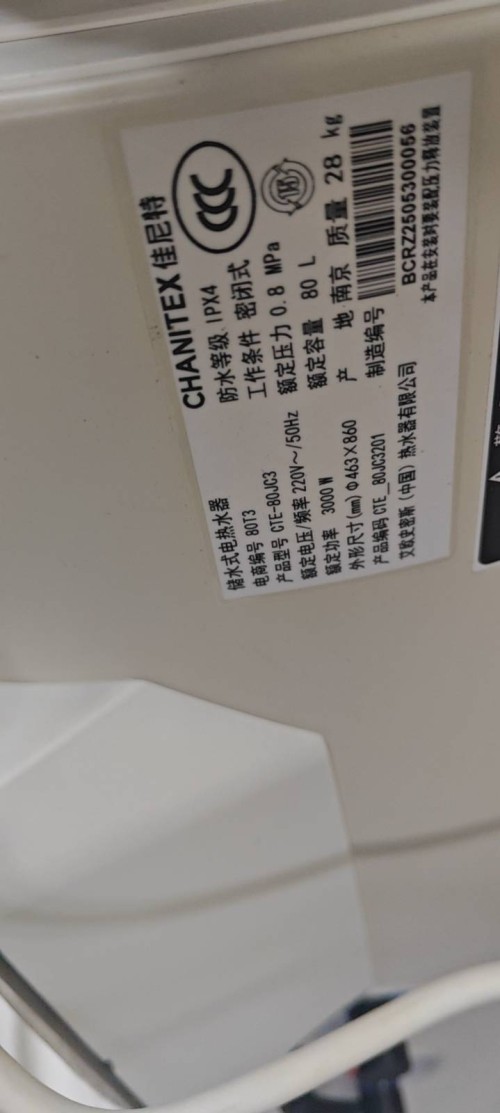 CHANITEX 佳尼特
储水式电热水器
防水等级 IPX4
电商编号 80T3
工作条件 密闭式
产品型号 CTE-80JC3
额定压力 0.8 MPa
额定电压/频率 220V～/50Hz
额定容量 80 L
额定功率 3000W
产 地 南京 质量 28 kg
外形尺寸(mm) Φ463×860
制造编号
BCRZ2505300056
产品编码 CTE_80JC3201
艾欧史密斯(中国)热水器有限公司
本产品在安装时要装配压力释放装置